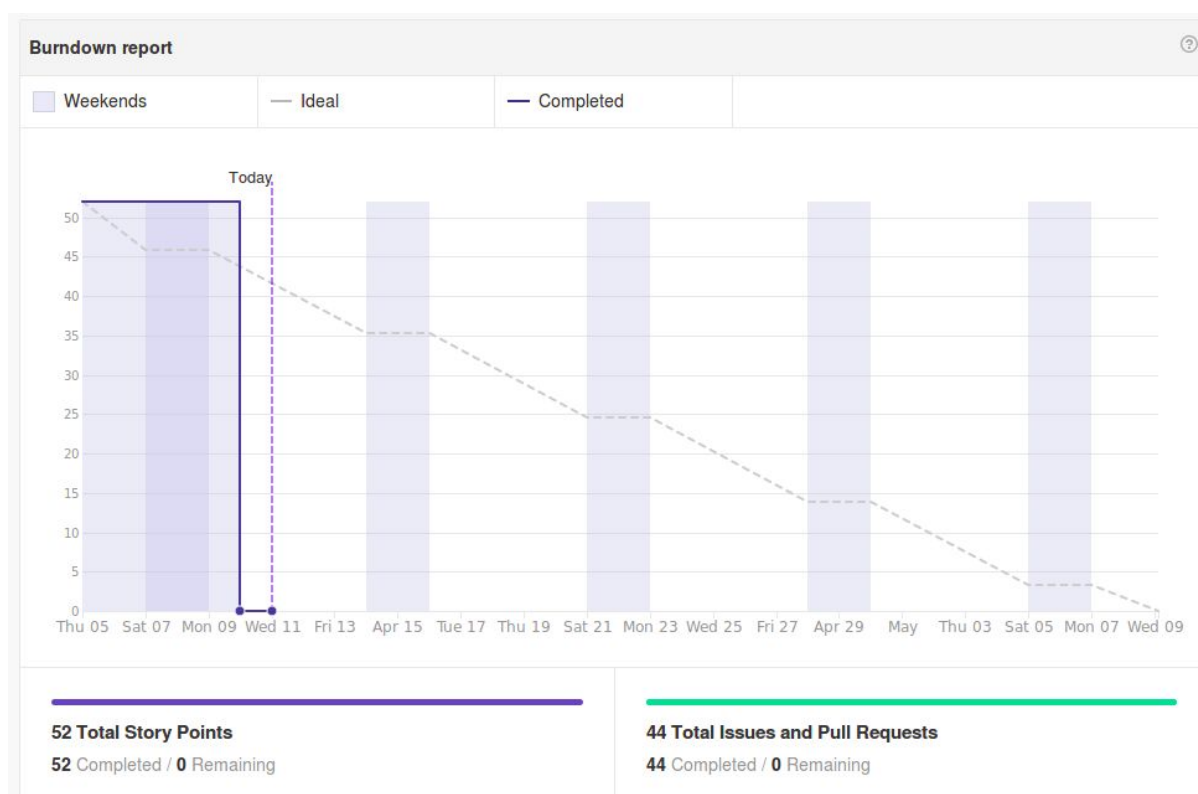 Burndown report
?
Weekends
Ideal
Completed
Today
50
45
40
35
30
25
20
15
10
5
0
Thu 05 Sat 07 Mon 09 Wed 11 Fri 13 Apr 15 Tue 17 Thu 19 Sat 21 Mon 23 Wed 25 Fri 27 Apr 29 May Thu 03 Sat 05 Mon 07 Wed 09
52 Total Story Points
52 Completed / 0 Remaining
44 Total Issues and Pull Requests
44 Completed / 0 Remaining